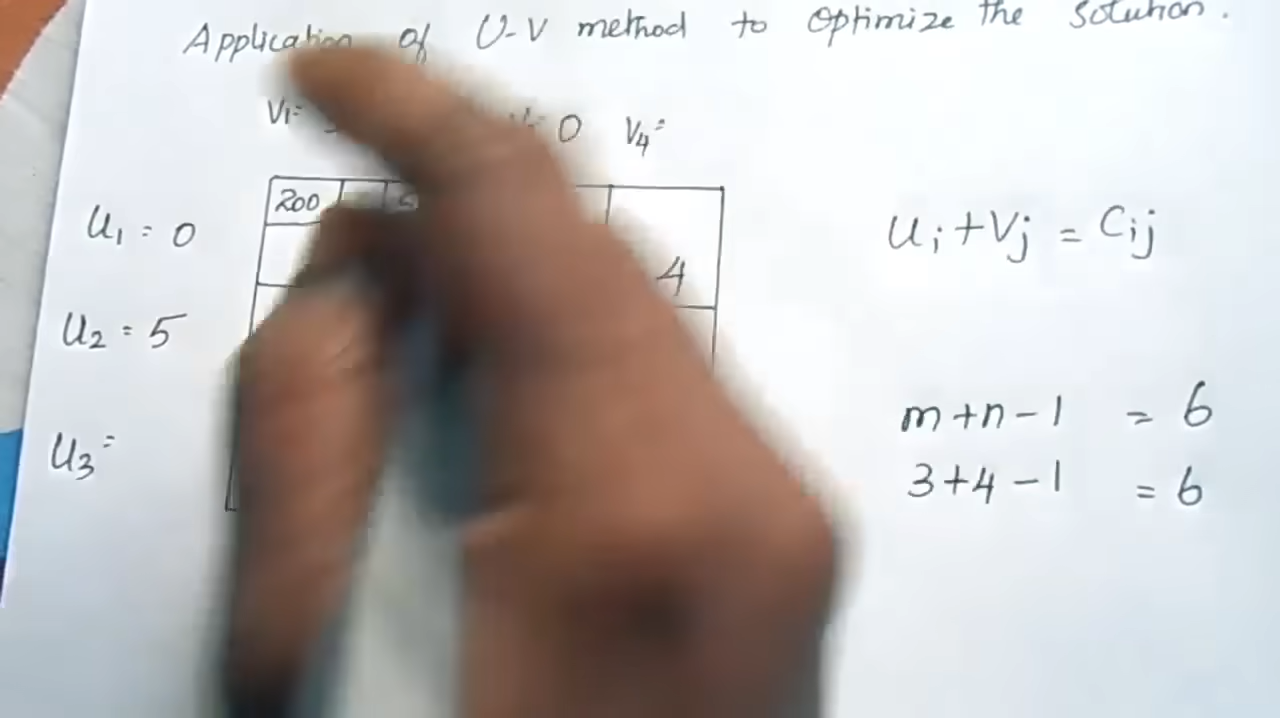 Application of U-V method to Optimize the Solution.
V1= 0 V4=
200
U1 = 0
4
Ui + Vj = Cij
U2 = 5
m+n-1 = 6
U3 =
3+4-1 = 6